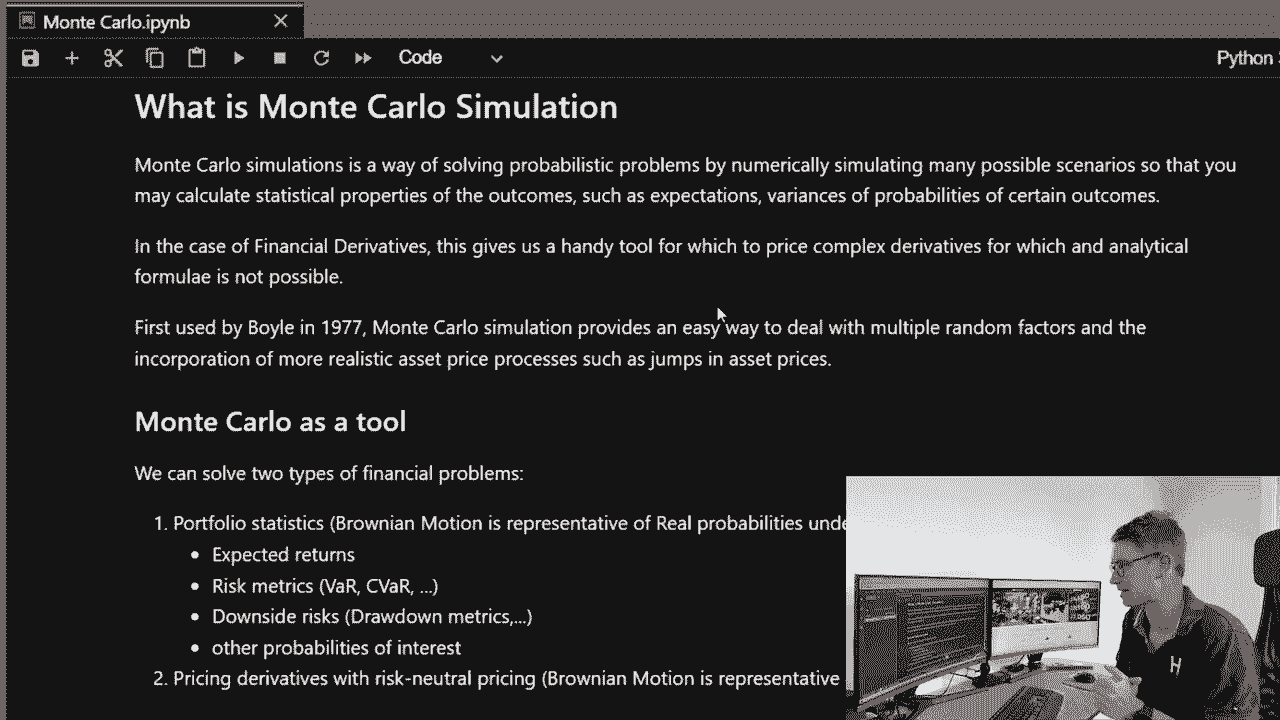 Monte Carlo.ipynb
Code
Python
What is Monte Carlo Simulation
Monte Carlo simulations is a way of solving probabilistic problems by numerically simulating many possible scenarios so that you
may calculate statistical properties of the outcomes, such as expectations, variances of probabilities of certain outcomes.
In the case of Financial Derivatives, this gives us a handy tool for which to price complex derivatives for which and analytical
formulae is not possible.
First used by Boyle in 1977, Monte Carlo simulation provides an easy way to deal with multiple random factors and the
incorporation of more realistic asset price processes such as jumps in asset prices.
Monte Carlo as a tool
We can solve two types of financial problems:
1. Portfolio statistics (Brownian Motion is representative of Real probabilities unde
• Expected returns
• Risk metrics (VaR, CVaR, ...)
• Downside risks (Drawdown metrics,...)
• other probabilities of interest
2. Pricing derivatives with risk-neutral pricing (Brownian Motion is representative